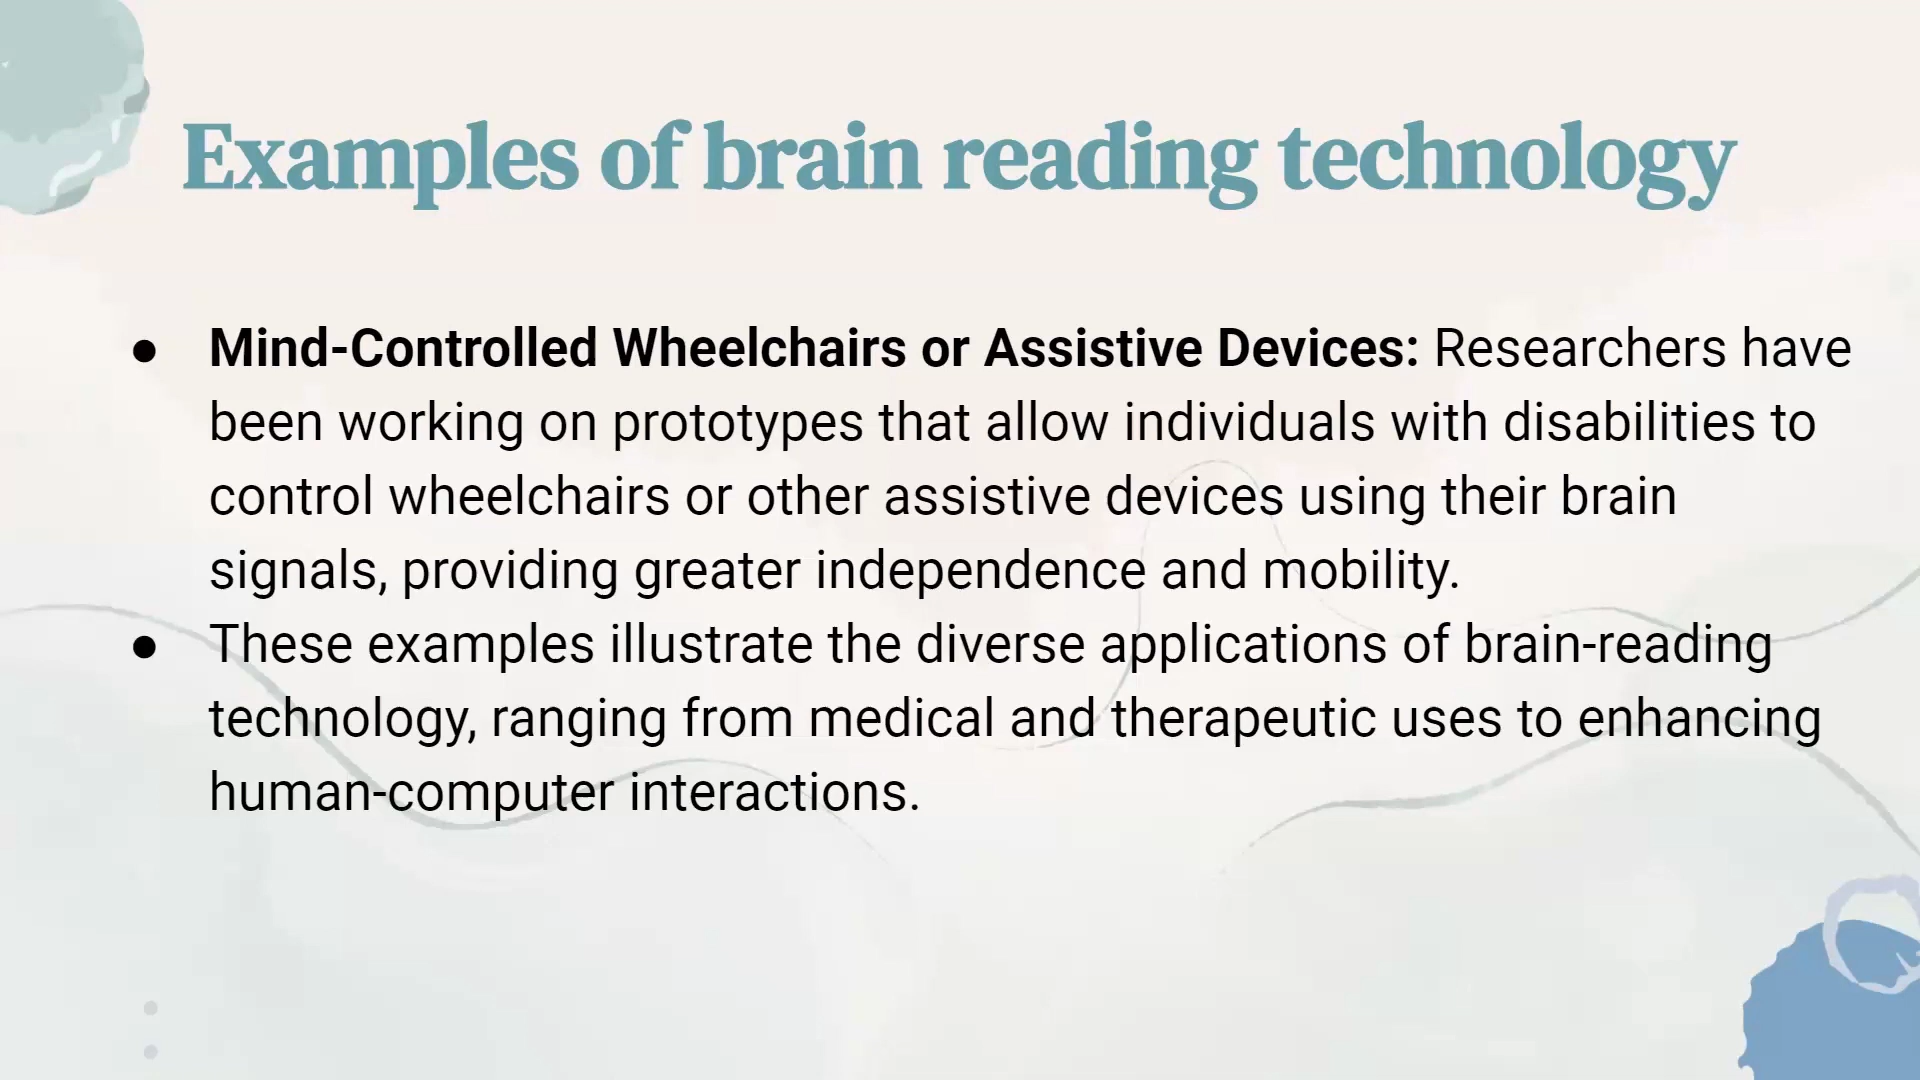 Examples of brain reading technology
● Mind-Controlled Wheelchairs or Assistive Devices: Researchers have
been working on prototypes that allow individuals with disabilities to
control wheelchairs or other assistive devices using their brain
signals, providing greater independence and mobility.
● These examples illustrate the diverse applications of brain-reading
technology, ranging from medical and therapeutic uses to enhancing
human-computer interactions.